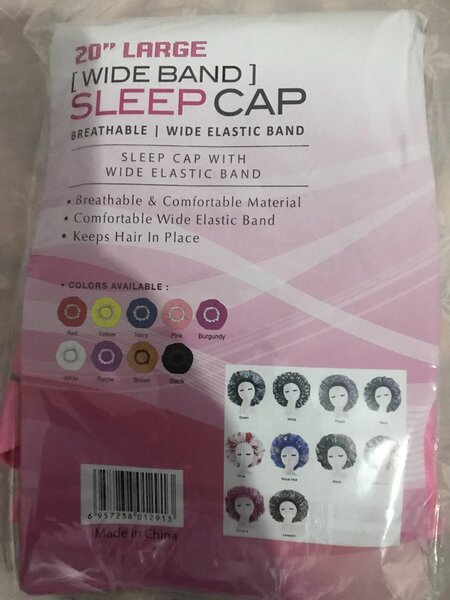 20" LARGE
[ WIDE BAND ]
SLEEP CAP
BREATHABLE | WIDE ELASTIC BAND
SLEEP CAP WITH
WIDE ELASTIC BAND
• Breathable & Comfortable Material
• Comfortable Wide Elastic Band
• Keeps Hair In Place
• COLORS AVAILABLE :
Red Yellow Navy Pink Burgundy
White Purple Brown Black
Green White Purple Navy
White Royal blue Black
Leopard
6 957238 012913
Made in China